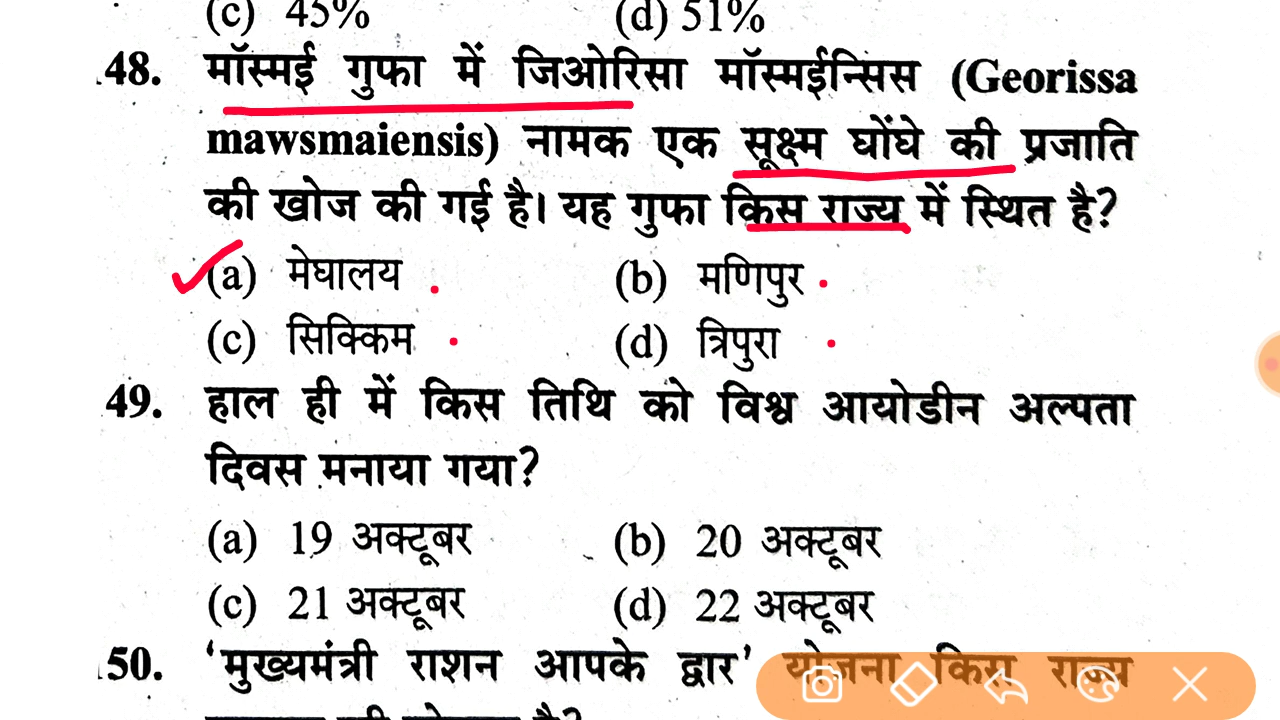 (c) 45% (d) 51%
48. मॉस्मई गुफा में जिओरिसा मॉस्मईन्सिस (Georissa
mawsmaiensis) नामक एक सूक्ष्म घोंघे की प्रजाति
की खोज की गई है। यह गुफा किस राज्य में स्थित है?
(a) मेघालय (b) मणिपुर
(c) सिक्किम (d) त्रिपुरा
49. हाल ही में किस तिथि को विश्व आयोडीन अल्पता
दिवस मनाया गया?
(a) 19 अक्टूबर (b) 20 अक्टूबर
(c) 21 अक्टूबर (d) 22 अक्टूबर
50. ‘मुख्यमंत्री राशन आपके द्वार’ योजना किस राज्य